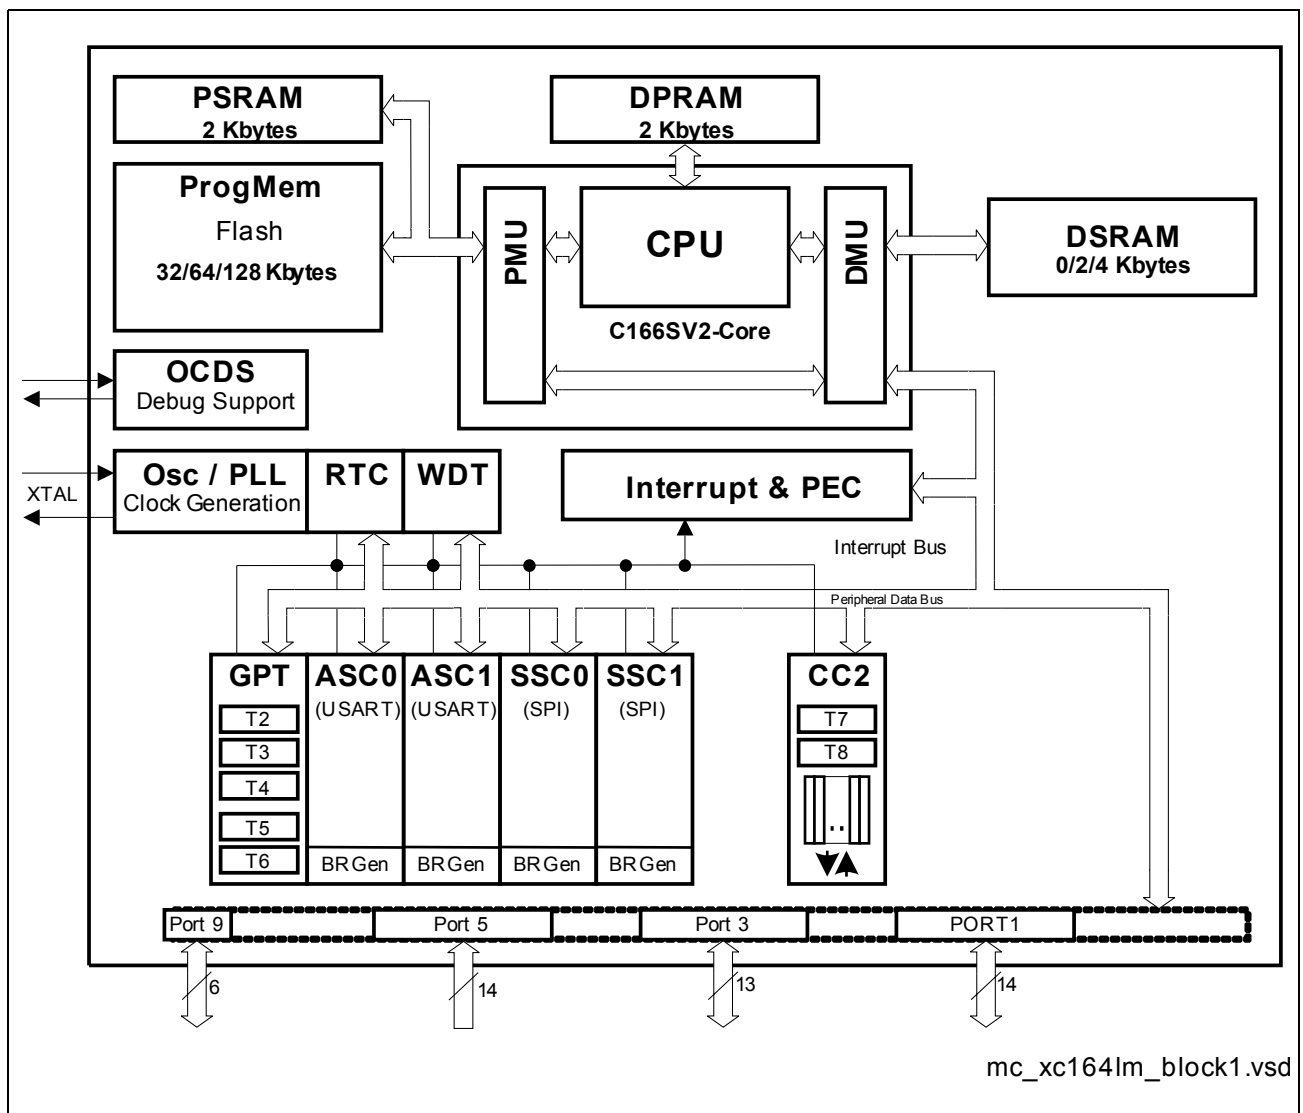 PSRAM
2 Kbytes
DPRAM
2 Kbytes
ProgMem
Flash
32/64/128 Kbytes
PMU
CPU
DMU
C166SV2-Core
DSRAM
0/2/4 Kbytes
OCDS
Debug Support
XTAL
Osc / PLL
Clock Generation
RTC
WDT
Interrupt & PEC
Interrupt Bus
Peripheral Data Bus
GPT
T2
T3
T4
T5
T6
ASC0
(USART)
BRGen
ASC1
(USART)
BRGen
SSC0
(SPI)
BRGen
SSC1
(SPI)
BRGen
CC2
T7
T8
..
Port 9
Port 5
Port 3
PORT1
6
14
13
14
mc_xc164lm_block1.vsd